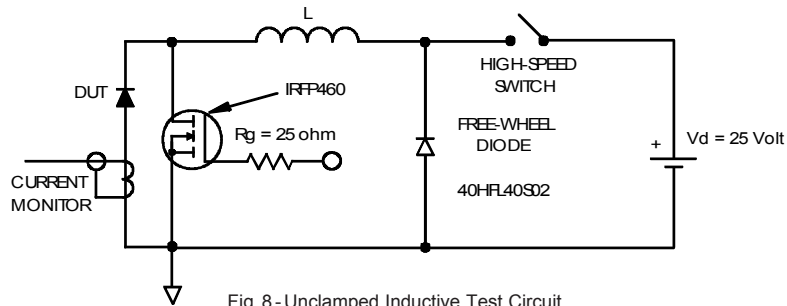 L
HIGH-SPEED
SWITCH
DUT
IRFP460
Rg = 25 ohm
FREE-WHEEL
DIODE
+
Vd = 25 Volt
CURRENT
MONITOR
40HFL40S02
Fig. 8 - Unclamped Inductive Test Circuit